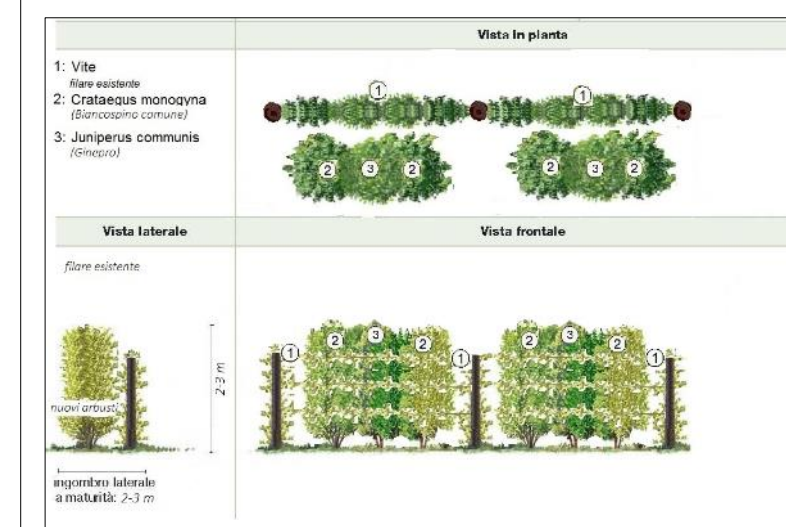 Vista in pianta
1: Vite
filare esistente
2: Crataegus monogyna
(Biancospino comune)
3: Juniperus communis
(Ginepro)
1
1
2
3
2
2
3
2
Vista laterale
Vista frontale
filare esistente
nuovi arbusti
2-3 m
ingombro laterale
a maturità: 2-3 m
1
2
3
2
1
2
3
2
1